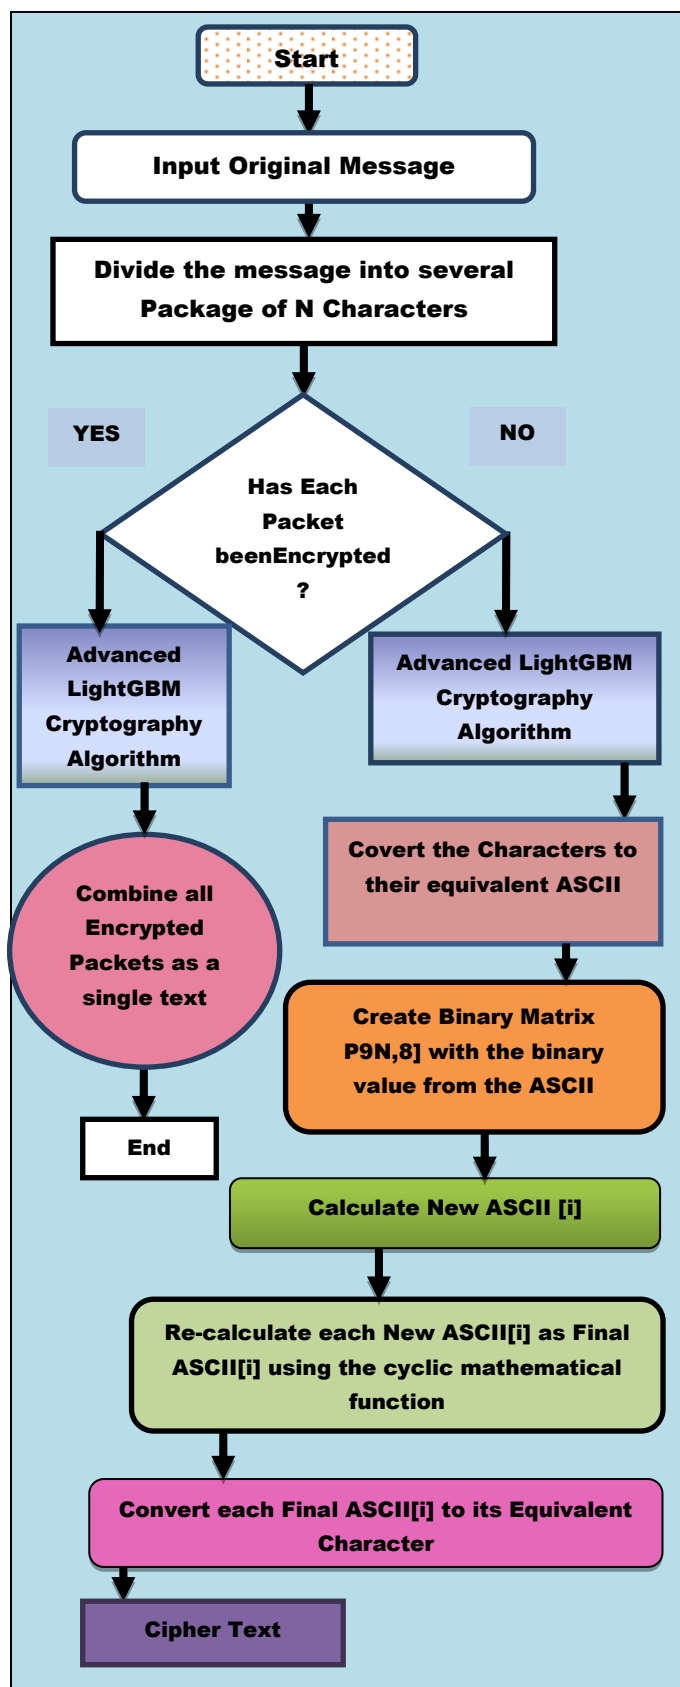 Start
Input Original Message
Divide the message into several
Package of N Characters
YES
NO
Has Each
Packet
beenEncrypted
?
Advanced
LightGBM
Cryptography
Algorithm
Advanced LightGBM
Cryptography
Algorithm
Covert the Characters to
their equivalent ASCII
Combine all
Encrypted
Packets as a
single text
Create Binary Matrix
P9N,8] with the binary
value from the ASCII
End
Calculate New ASCII [i]
Re-calculate each New ASCII[i] as Final
ASCII[i] using the cyclic mathematical
function
Convert each Final ASCII[i] to its Equivalent
Character
Cipher Text